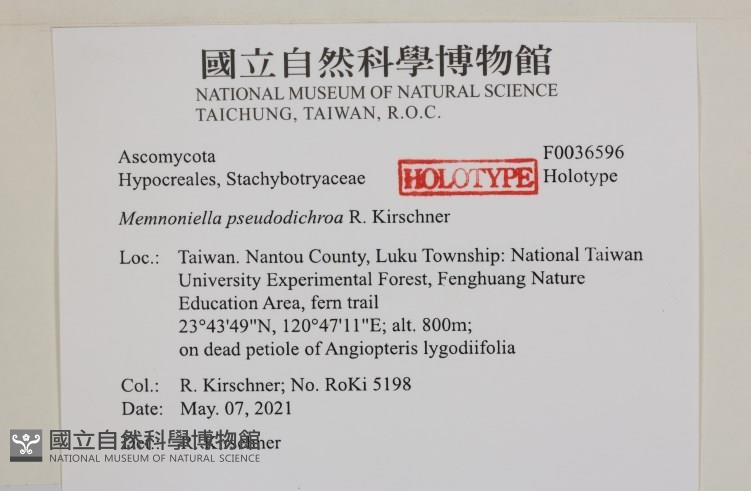 國立自然科學博物館
NATIONAL MUSEUM OF NATURAL SCIENCE
TAICHUNG, TAIWAN, R.O.C.
Ascomycota
F0036596
Hypocreales, Stachybotryaceae
HOLOTYPE
Holotype
Memnoniella pseudodichroa R. Kirschner
Loc.: Taiwan. Nantou County, Luku Township: National Taiwan
University Experimental Forest, Fenghuang Nature
Education Area, fern trail
23°43'49"N, 120°47'11"E; alt. 800m;
on dead petiole of Angiopteris lygodiifolia
Col.: R. Kirschner; No. RoKi 5198
Date: May. 07, 2021
R. Kirschner
國立自然科學博物館
NATIONAL MUSEUM OF NATURAL SCIENCE